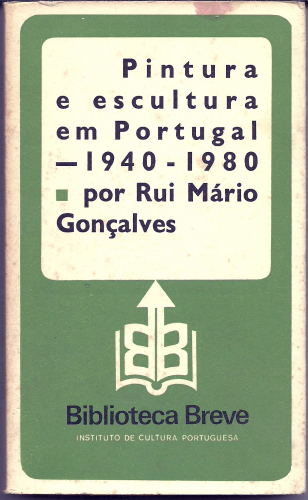 Pintura
e escultura
em Portugal
—1940-1980
■ por Rui Mário
Gonçalves
BB
Biblioteca Breve
INSTITUTO DE CULTURA PORTUGUESA